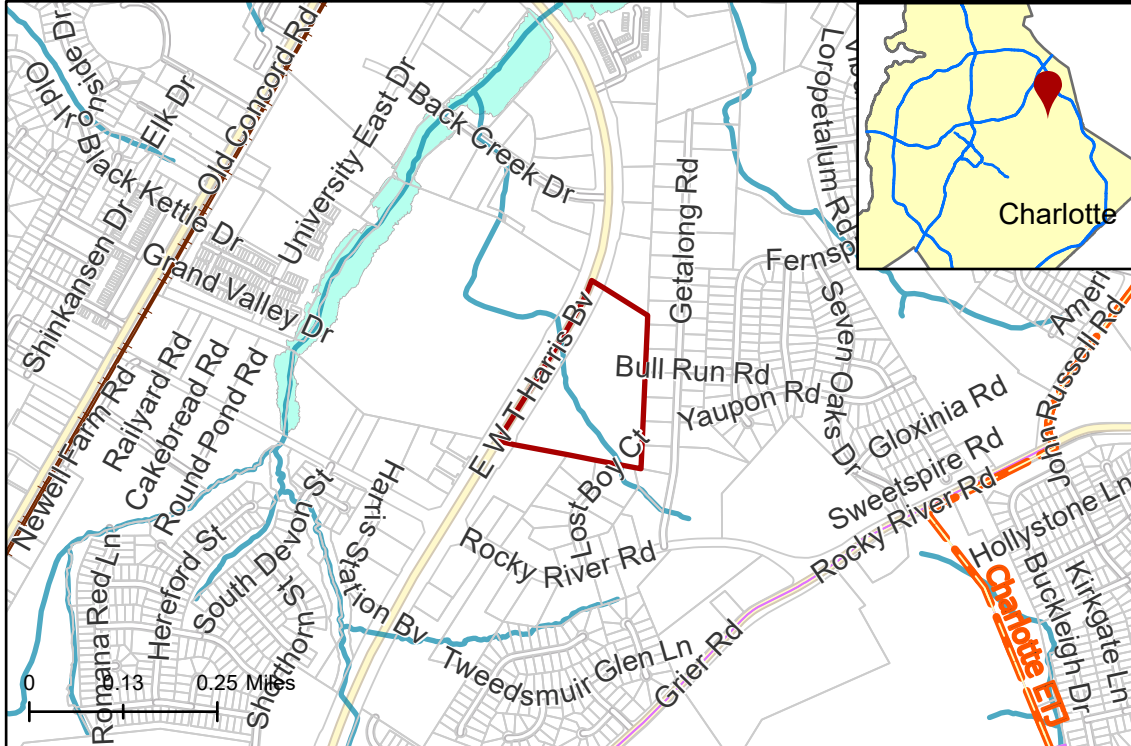 Old Ir
onside Dr
Elk Dr
Old Concord Rd
University East Dr
Back Creek Dr
Loropetalum Rd
Charlotte
Black Kettle Dr
Grand Valley Dr
Shinkansen Dr
Getalong Rd
Fernsp
Seven Oaks Dr
Ameri
John Russell Rd
E W T Harris Bv
Bull Run Rd
Yaupon Rd
Newell Farm Rd
Railyard Rd
Cakebread Rd
Round Pond Rd
Gloxinia Rd
Sweetspire Rd
Rocky River Rd
Lost Boy Ct
Rocky River Rd
Harris Station Bv
Hollystone Ln
Hereford St
South Devon St
Shorthorn St
Romana Red Ln
Tweedsmuir Glen Ln
Grier Rd
Charlotte ETJ
Buckleigh Dr
Kirkgate Ln
0 0.13 0.25 Miles